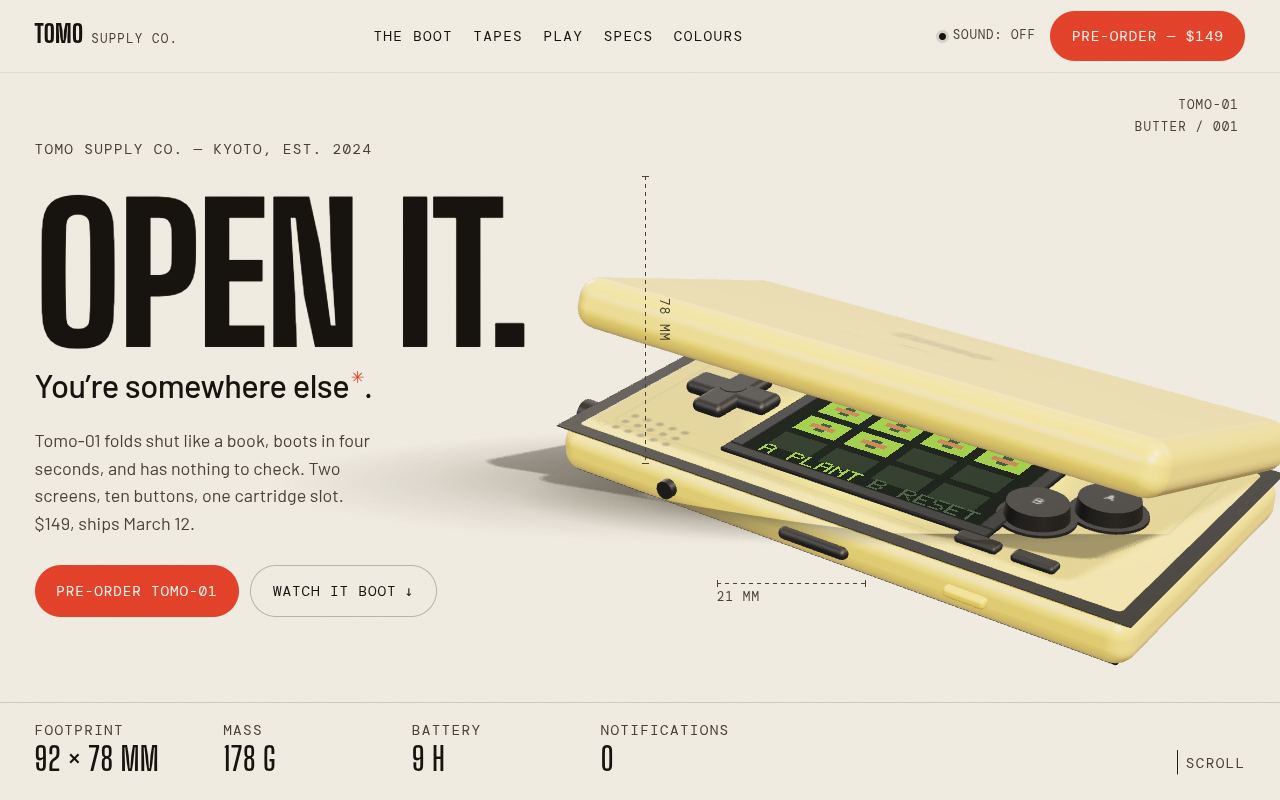 TOMO SUPPLY CO.
THE BOOT TAPES PLAY SPECS COLOURS
SOUND: OFF
PRE-ORDER — $149
TOMO-01
BUTTER / 001
TOMO SUPPLY CO. — KYOTO, EST. 2024
OPEN IT.
You’re somewhere else✳.
Tomo-01 folds shut like a book, boots in four
seconds, and has nothing to check. Two
screens, ten buttons, one cartridge slot.
$149, ships March 12.
PRE-ORDER TOMO-01
WATCH IT BOOT ↓
78 MM
A PLANT B RESET
B
A
21 MM
FOOTPRINT
92 × 78 MM
MASS
178 G
BATTERY
9 H
NOTIFICATIONS
0
SCROLL